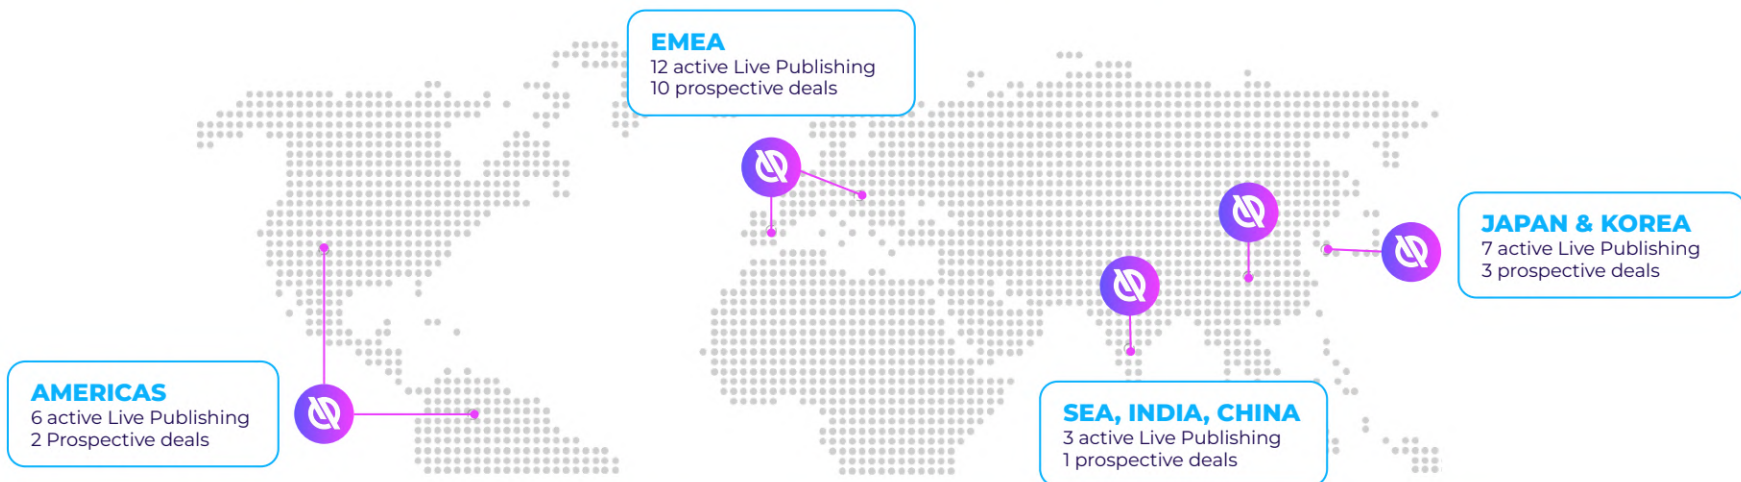 EMEA
12 active Live Publishing
10 prospective deals
JAPAN & KOREA
7 active Live Publishing
3 prospective deals
AMERICAS
6 active Live Publishing
2 Prospective deals
SEA, INDIA, CHINA
3 active Live Publishing
1 prospective deals